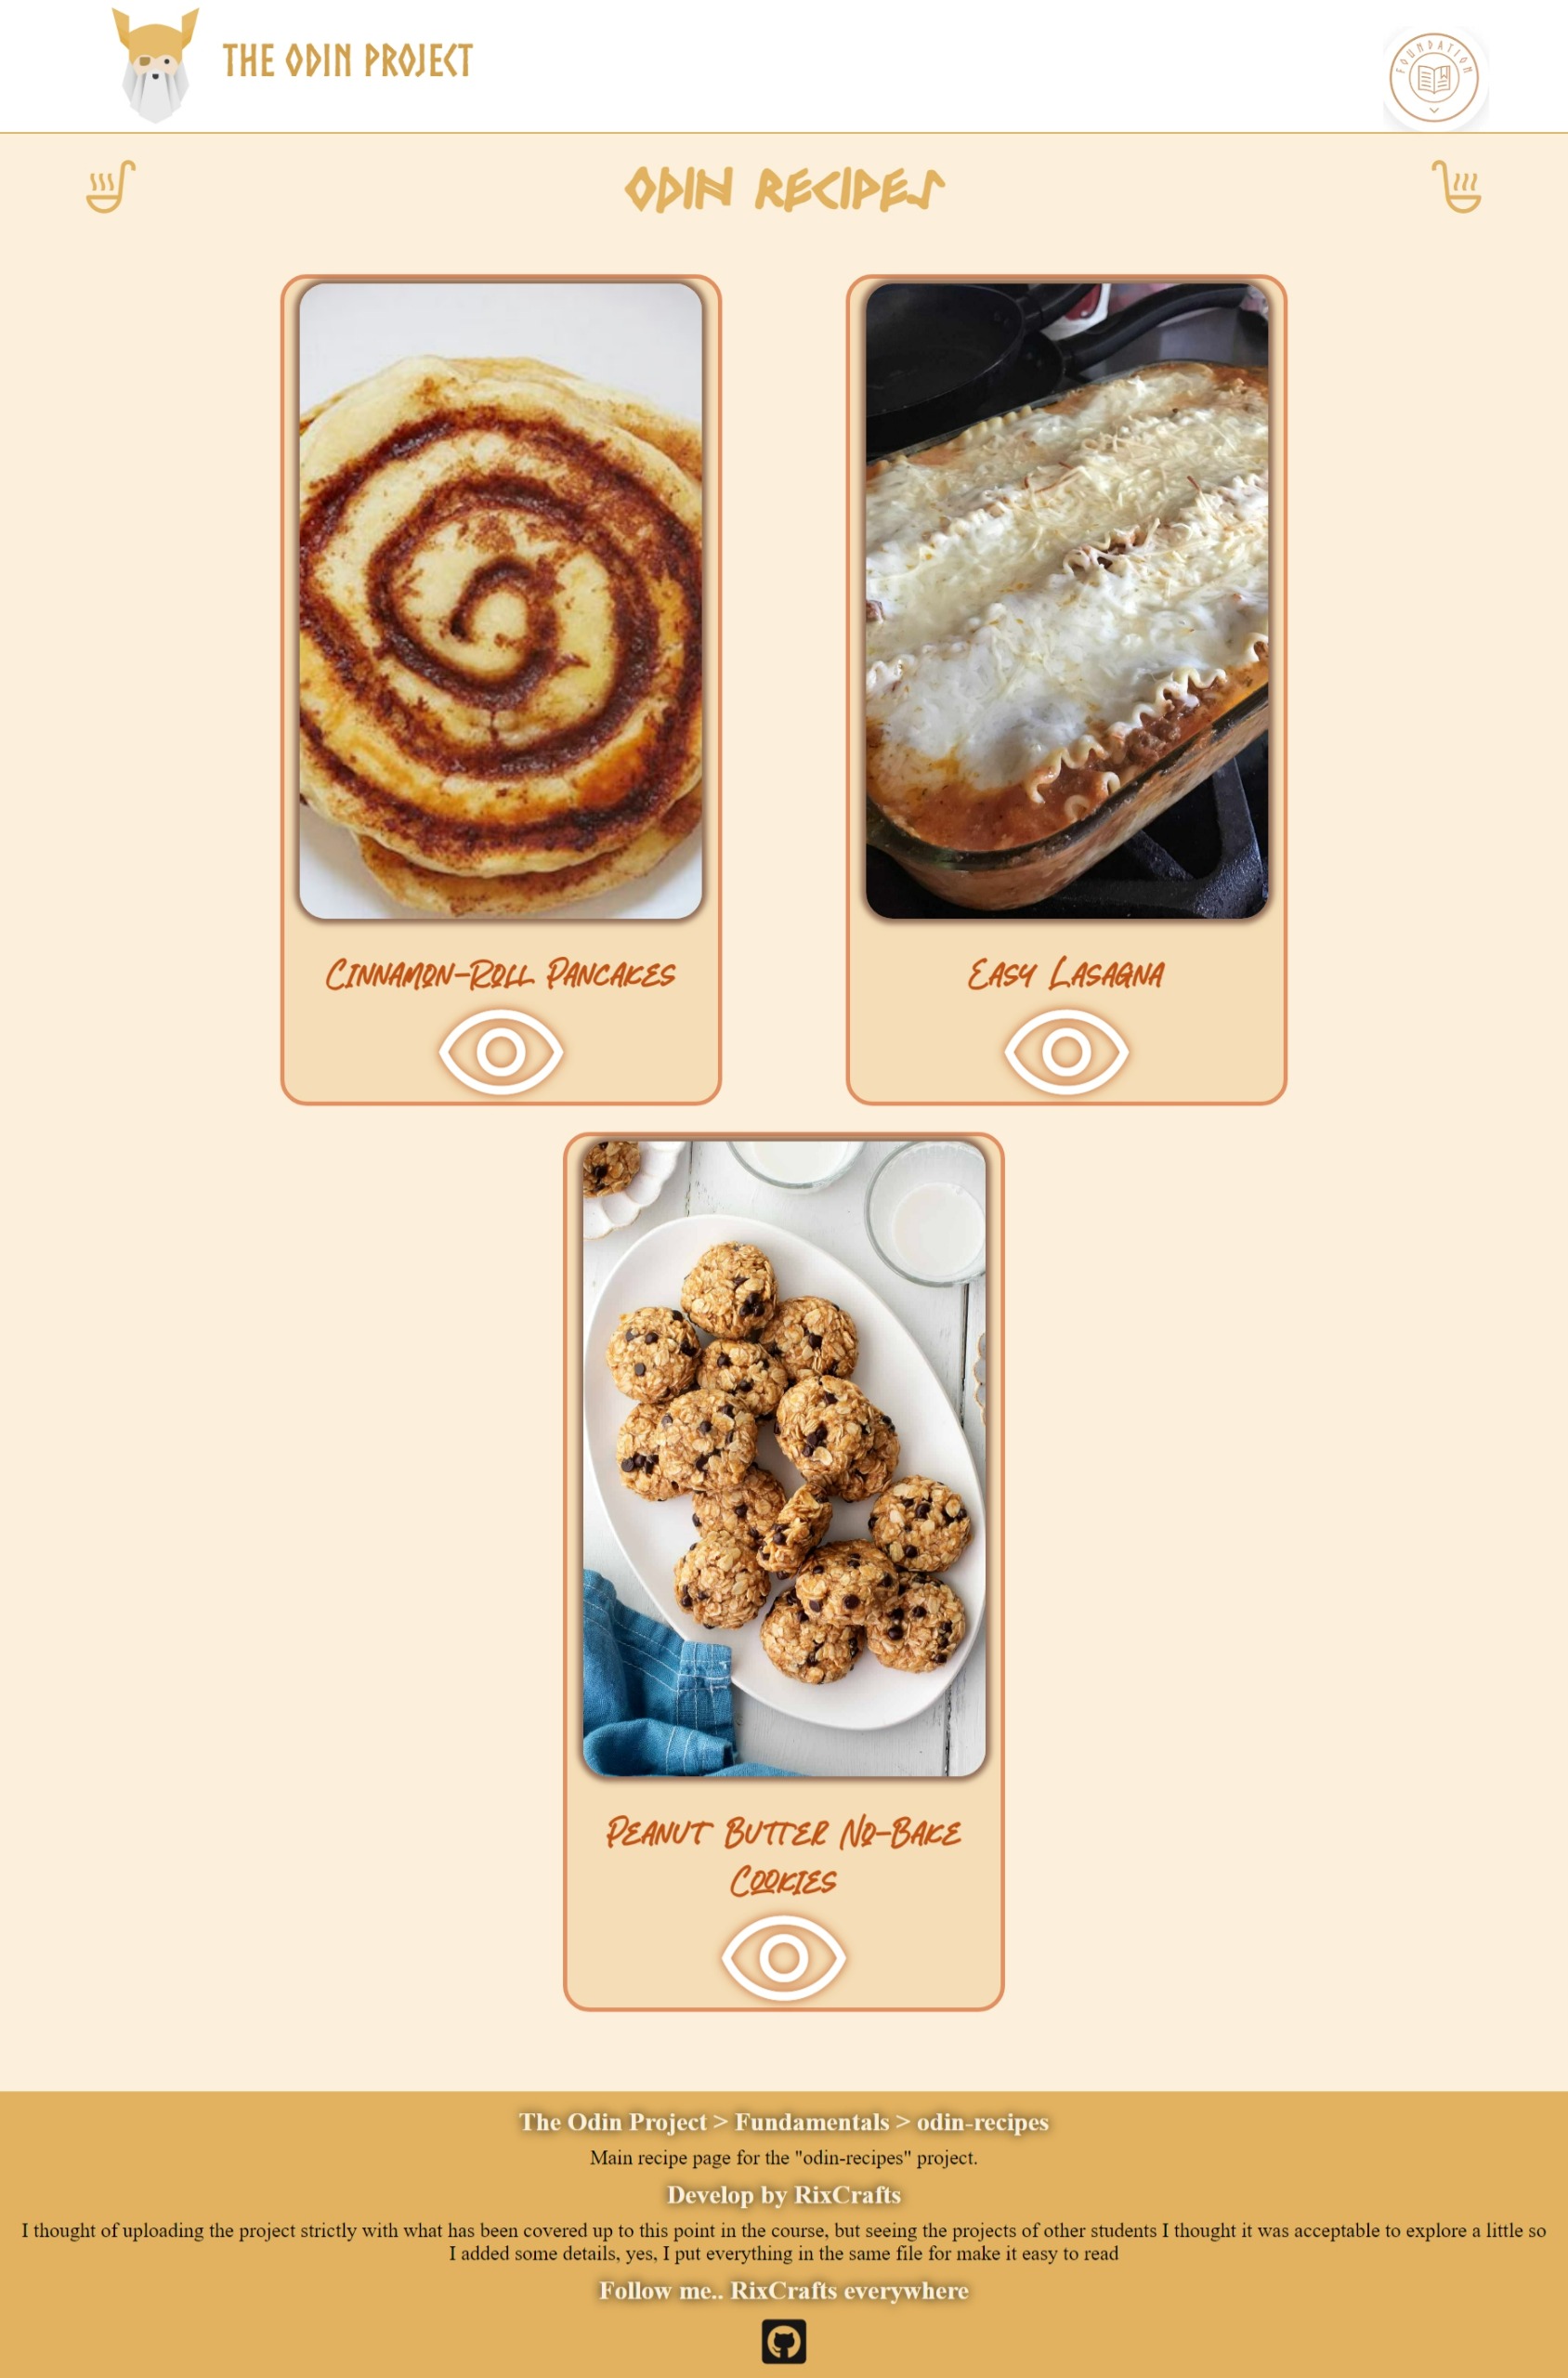 THE ODIN PROJECT
FOUNDATION
ODIN RECIPES
Cinnamon-Roll Pancakes
Easy Lasagna
Peanut Butter No-Bake
Cookies
The Odin Project > Fundamentals > odin-recipes
Main recipe page for the "odin-recipes" project.
Develop by RixCrafts
I thought of uploading the project strictly with what has been covered up to this point in the course, but seeing the projects of other students I thought it was acceptable to explore a little so
I added some details, yes, I put everything in the same file for make it easy to read
Follow me.. RixCrafts everywhere